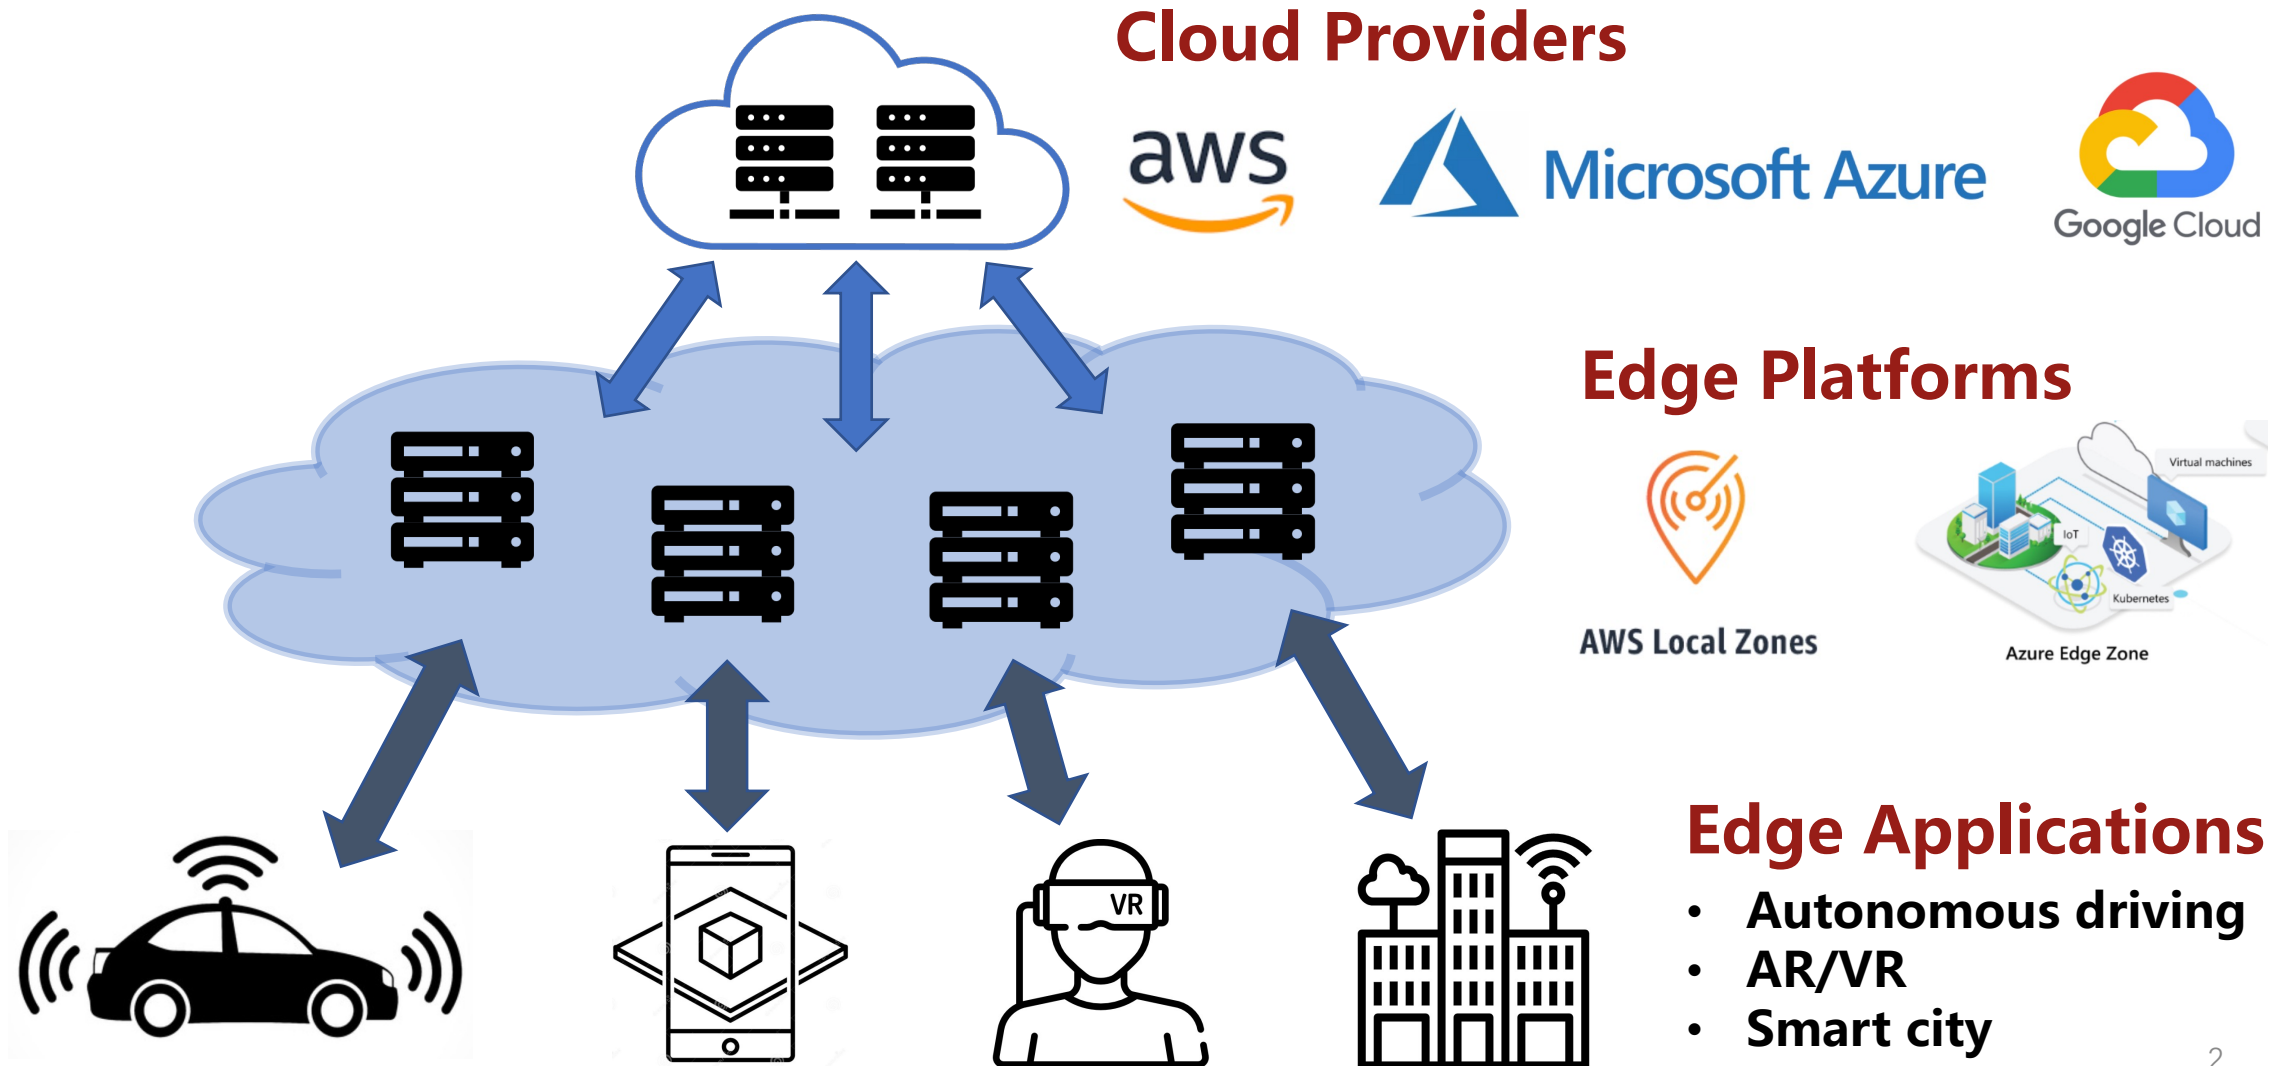 Cloud Providers
aws
Microsoft Azure
Google Cloud
Edge Platforms
Virtual machines
IoT
Kubernetes
AWS Local Zones
Azure Edge Zone
VR
Edge Applications
• Autonomous driving
• AR/VR
• Smart city
2